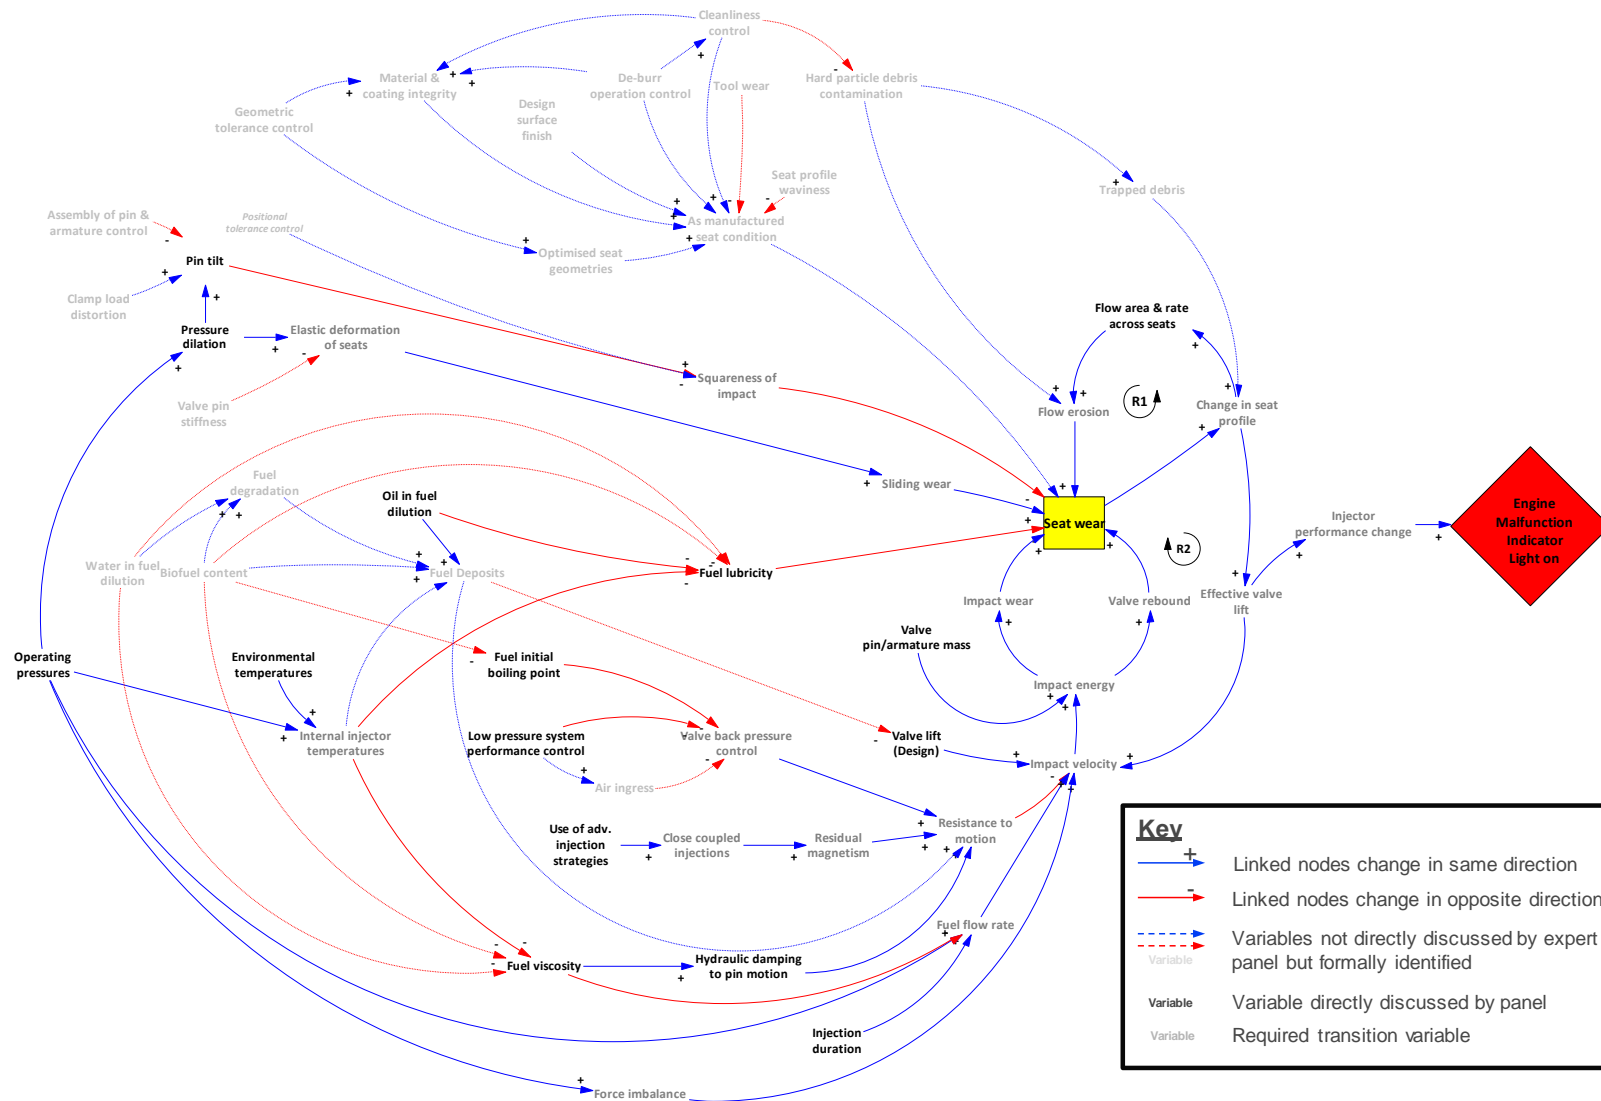 Cleanliness
control
Material &
coating integrity
De-burr
operation control
Tool wear
Hard particle debris
contamination
Geometric
tolerance control
Design
surface
finish
Seat profile
waviness
Trapped debris
Assembly of pin &
armature control
Positional
tolerance control
As manufactured
seat condition
Optimised seat
geometries
Pin tilt
Clamp load
distortion
Pressure
dilation
Elastic deformation
of seats
Flow area & rate
across seats
Squareness of
impact
R1
Flow erosion
Change in seat
profile
Valve pin
stiffness
Fuel
degradation
Oil in fuel
dilution
Sliding wear
Seat wear
Injector
performance change
Engine
Malfunction
Indicator
Light on
R2
Water in fuel
dilution
Biofuel content
Fuel Deposits
Fuel lubricity
Impact wear
Valve rebound
Effective valve
lift
Valve
pin/armature mass
Operating
pressures
Environmental
temperatures
Fuel initial
boiling point
Impact energy
Internal injector
temperatures
Low pressure system
performance control
Valve back pressure
control
Valve lift
(Design)
Impact velocity
Air ingress
Use of adv.
injection
strategies
Close coupled
injections
Residual
magnetism
Resistance to
motion
Fuel flow rate
Fuel viscosity
Hydraulic damping
to pin motion
Injection
duration
Force imbalance
Key
+
Linked nodes change in same direction
-
Linked nodes change in opposite direction
Variables not directly discussed by expert
Variable
panel but formally identified
Variable
Variable directly discussed by panel
Variable
Required transition variable